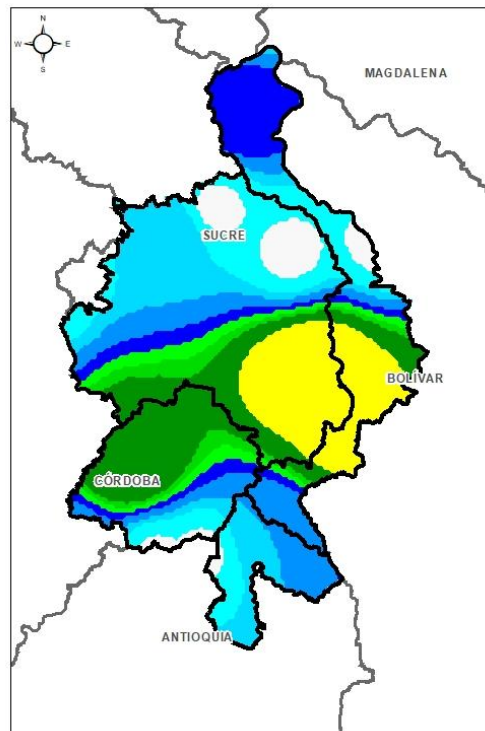 N
W E
S
MAGDALENA
SUCRE
BOLÍVAR
CÓRDOBA
ANTIOQUIA